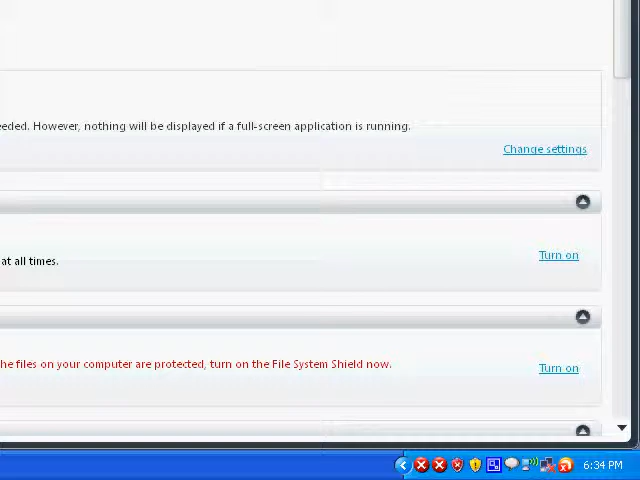 eeded. However, nothing will be displayed if a full-screen application is running.
Change settings
Turn on
at all times.
he files on your computer are protected, turn on the File System Shield now.
Turn on
6:34 PM